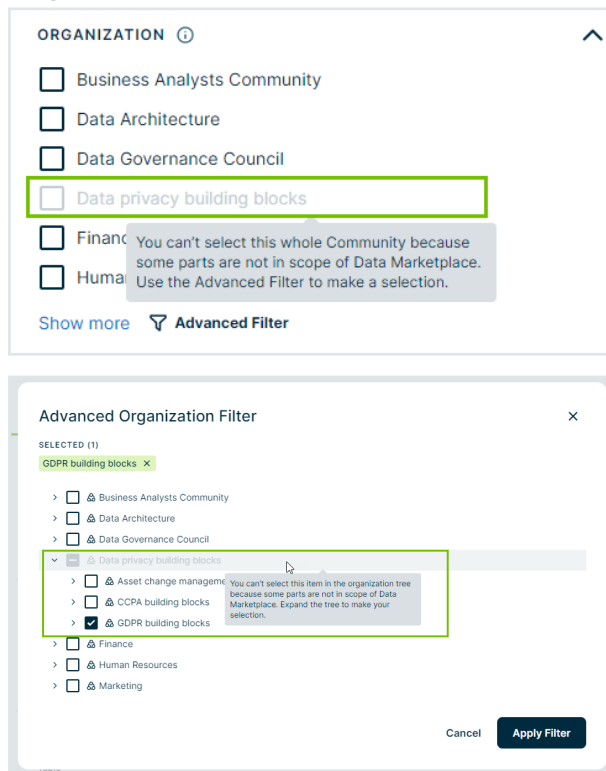 ORGANIZATION
Business Analysts Community
Data Architecture
Data Governance Council
Data privacy building blocks
Financ
You can't select this whole Community because
some parts are not in scope of Data Marketplace.
Use the Advanced Filter to make a selection.
Huma
Show more Advanced Filter
Advanced Organization Filter
SELECTED (1)
GDPR building blocks
Business Analysts Community
Data Architecture
Data Governance Council
Data privacy building blocks
Asset change manageme
You can't select this item in the organization tree
because some parts are not in scope of Data
Marketplace. Expand the tree to make your
selection.
CCPA building blocks
GDPR building blocks
Finance
Human Resources
Marketing
Cancel Apply Filter